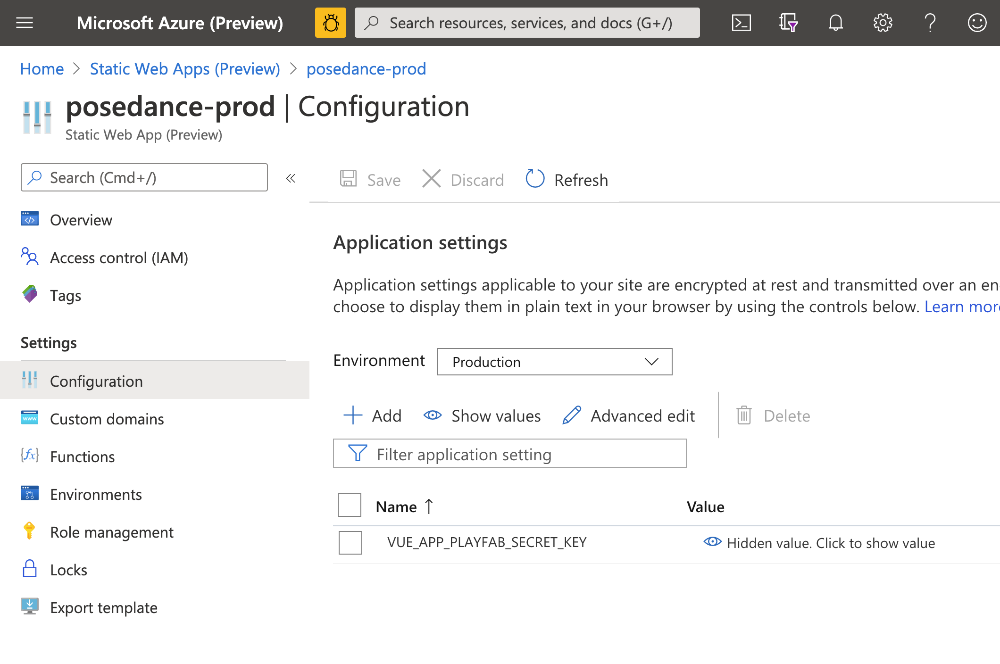 Microsoft Azure (Preview)
Search resources, services, and docs (G+/)
Home > Static Web Apps (Preview) > posedance-prod
posedance-prod | Configuration
Static Web App (Preview)
Search (Cmd+/)
«
Overview
Access control (IAM)
Tags
Settings
Configuration
Custom domains
Functions
Environments
Role management
Locks
Export template
Save
Discard
Refresh
Application settings
Application settings applicable to your site are encrypted at rest and transmitted over an en
choose to display them in plain text in your browser by using the controls below. Learn more
Environment
Production
Add
Show values
Advanced edit
Delete
Filter application setting
Name ↑
Value
VUE_APP_PLAYFAB_SECRET_KEY
Hidden value. Click to show value